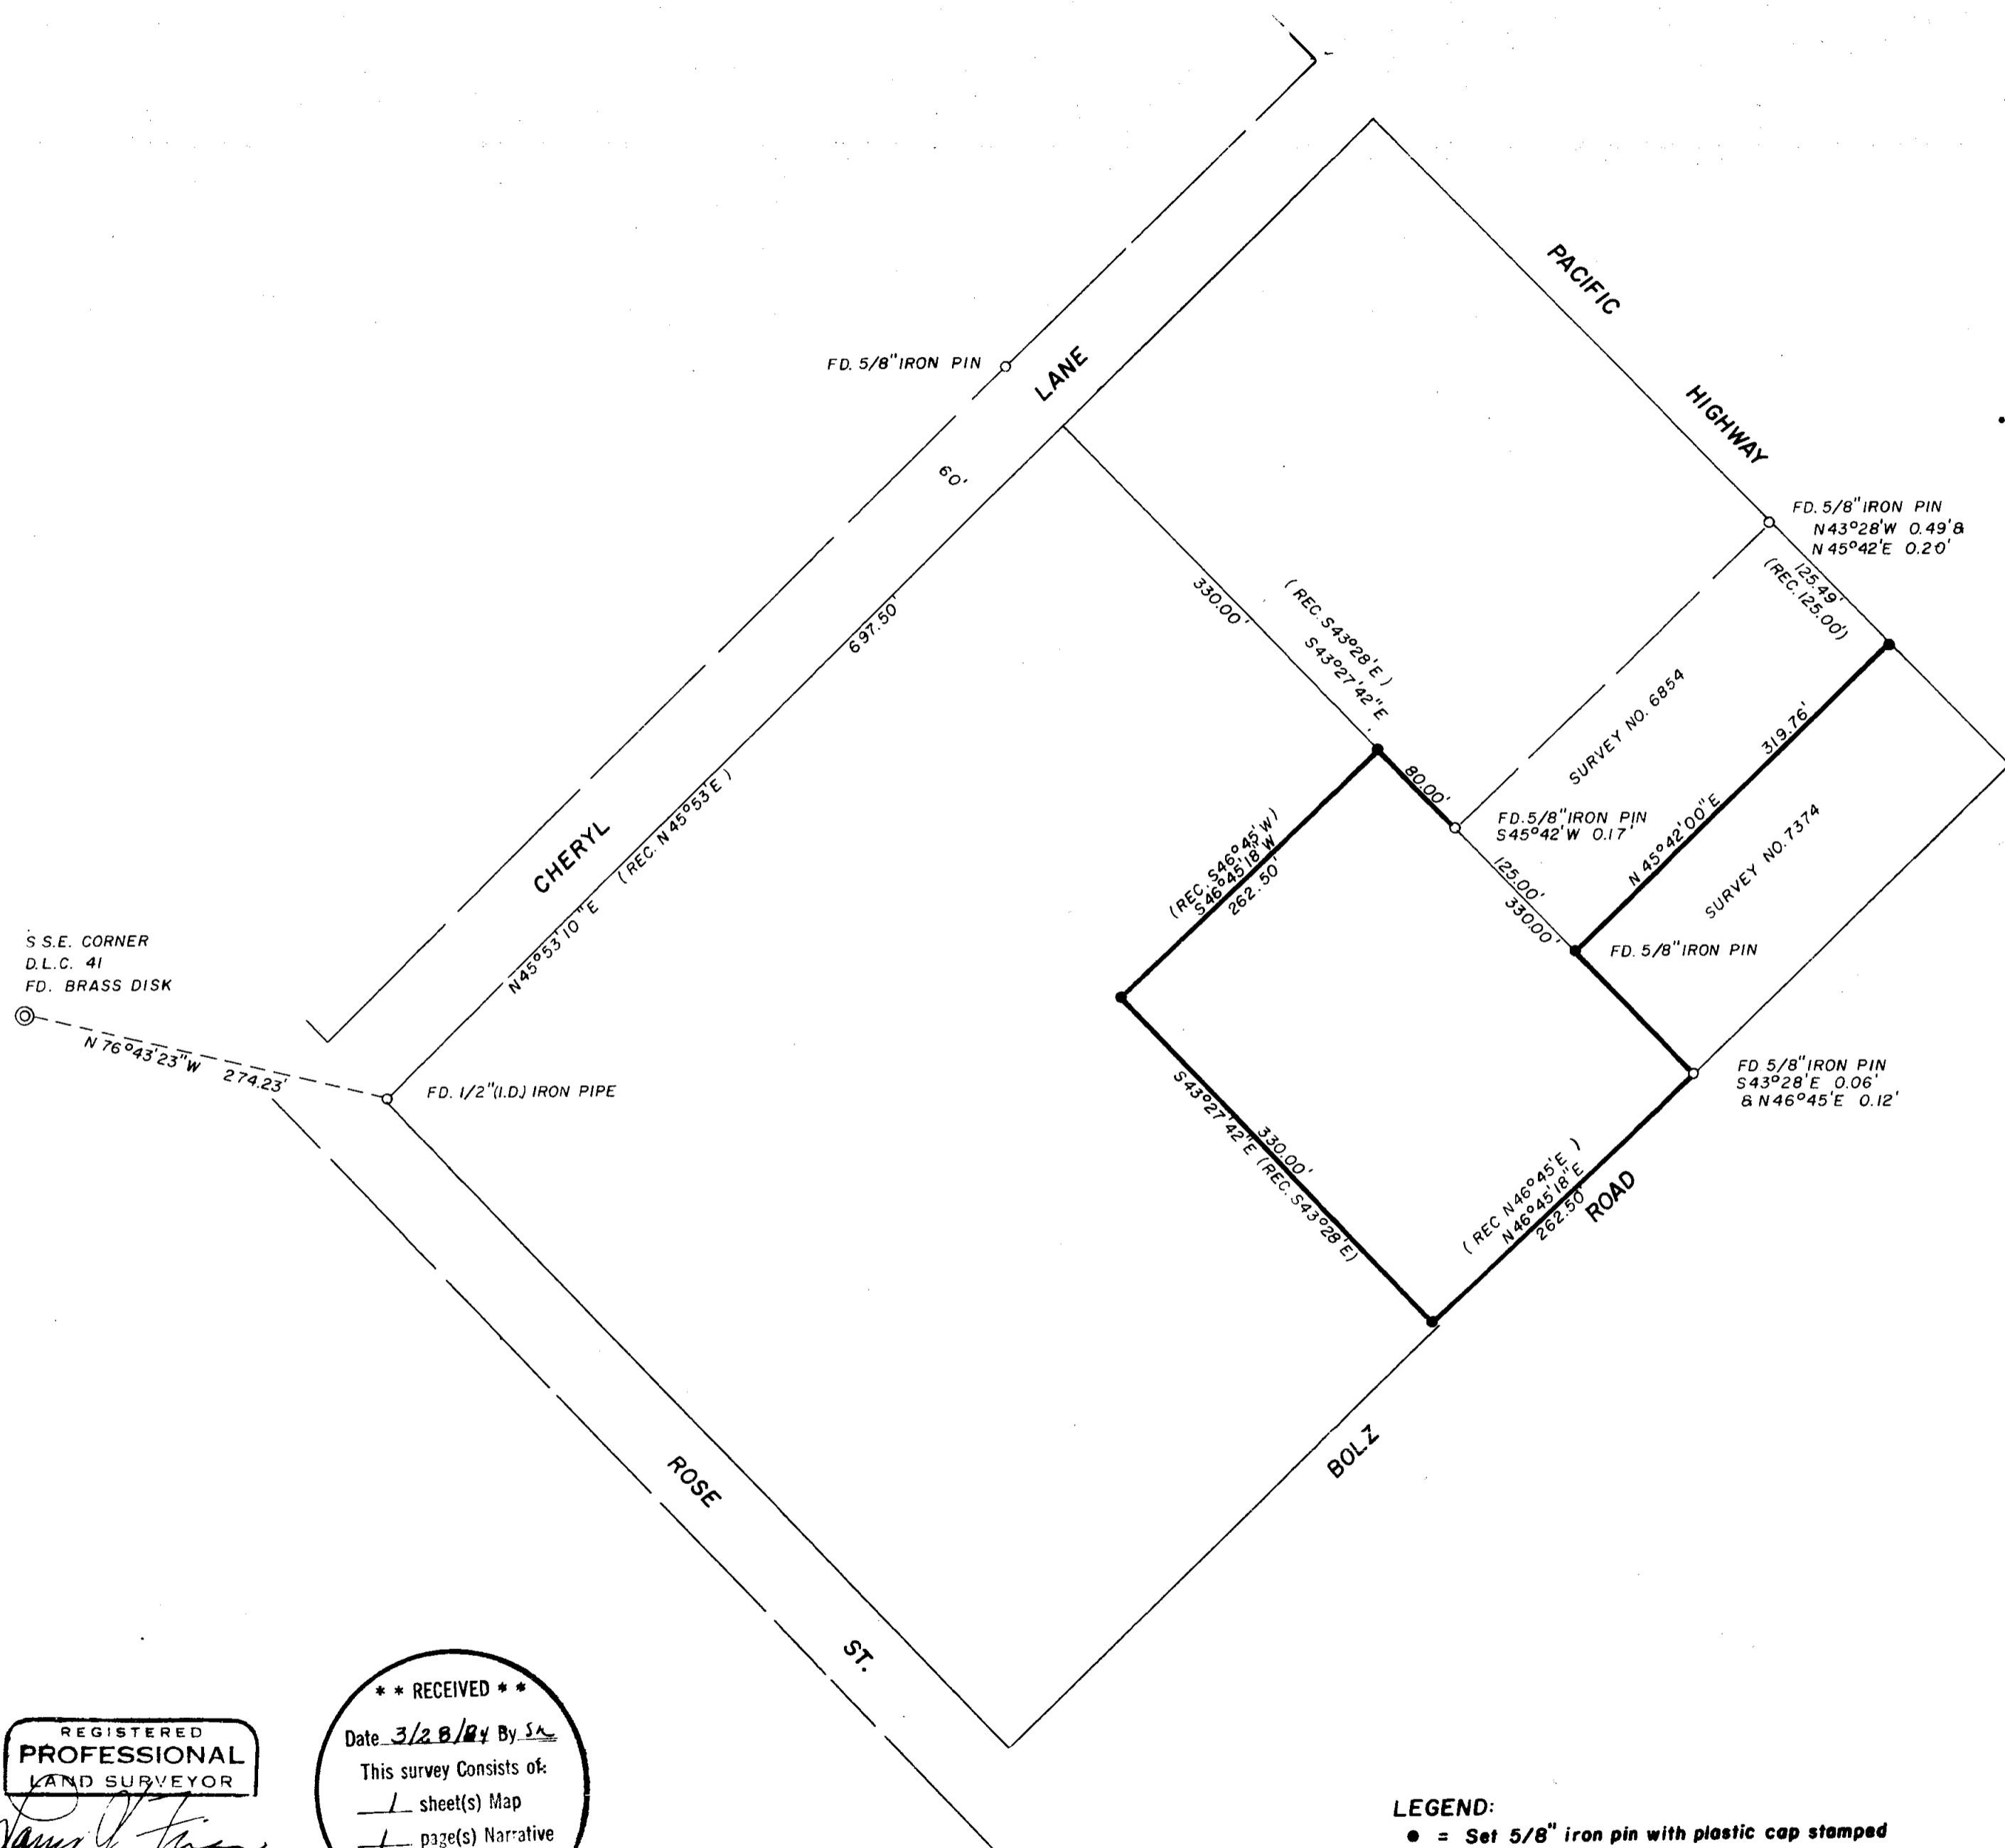 PACIFIC
HIGHWAY
FD. 5/8" IRON PIN
LANE
60'
FD. 5/8" IRON PIN
N43°28'W 0.49'&
N45°42'E 0.20'
125.49'
(REC. 125.00')
330.00'
(REC. S43°28'E)
S43°27'42"E
697.50'
SURVEY NO. 6854
319.76'
N45°42'00"E
80.00'
FD. 5/8" IRON PIN
S45°42'W 0.17'
SURVEY NO. 7374
CHERYL
N45°53'10"E (REC. N45°53'E)
(REC. S46°45'W)
S46°45'18"W
262.50'
125.00'
330.00'
FD. 5/8" IRON PIN
S S.E. CORNER
D.L.C. 41
FD. BRASS DISK
N76°43'23"W 274.23'
FD. 1/2"(I.D.) IRON PIPE
FD 5/8" IRON PIN
S43°28'E 0.06'
& N46°45'E 0.12'
330.00'
S43°27'42"E (REC. S43°28'E)
(REC N46°45'E)
N46°45'18"E
262.50'
ROAD
BOLZ
ROSE
ST.
REGISTERED
PROFESSIONAL
LAND SURVEYOR
* * RECEIVED * *
Date 3/28/84 By
This survey Consists of:
1 sheet(s) Map
1 page(s) Narrative
LEGEND:
● = Set 5/8" iron pin with plastic cap stamped